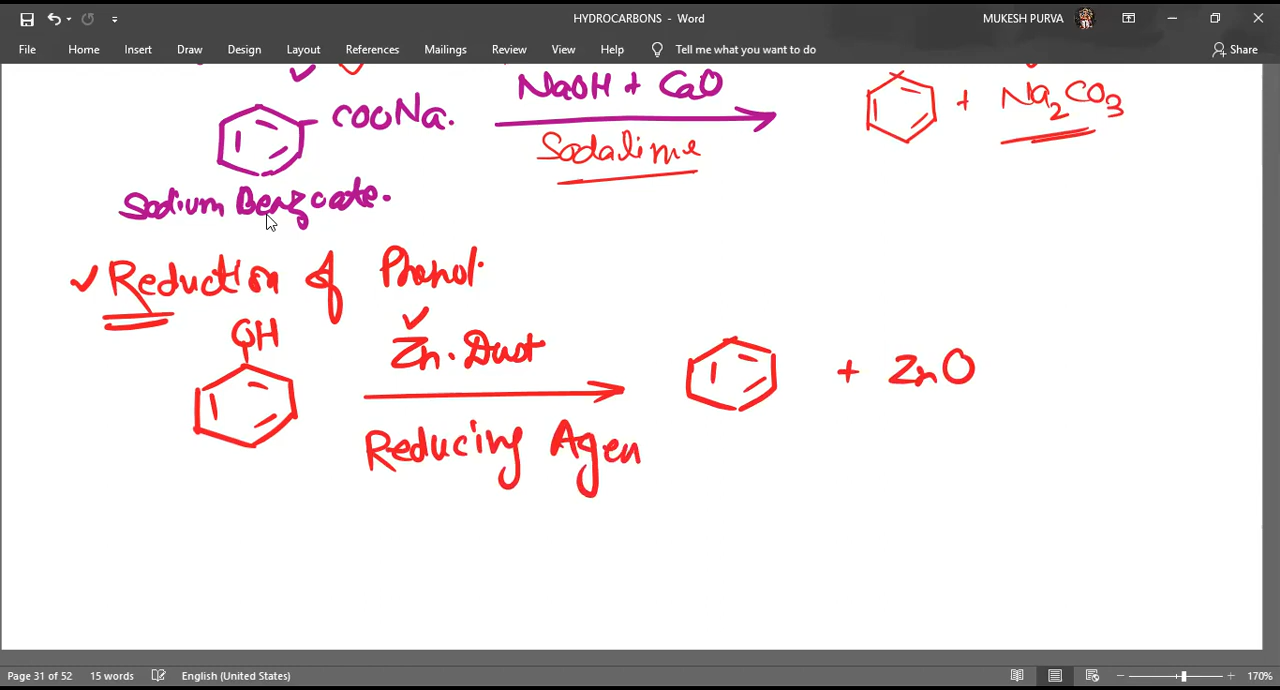 HYDROCARBONS - Word
MUKESH PURVA
File Home Insert Draw Design Layout References Mailings Review View Help Tell me what you want to do Share
COONa.
NaOH + CaO
Sodalime
+ Na2CO3
Sodium Benzoate.
✓ Reduction of Phenol.
OH
✓
Zn. Dust
Reducing Agen
+ ZnO
Page 31 of 52 15 words English (United States) 170%